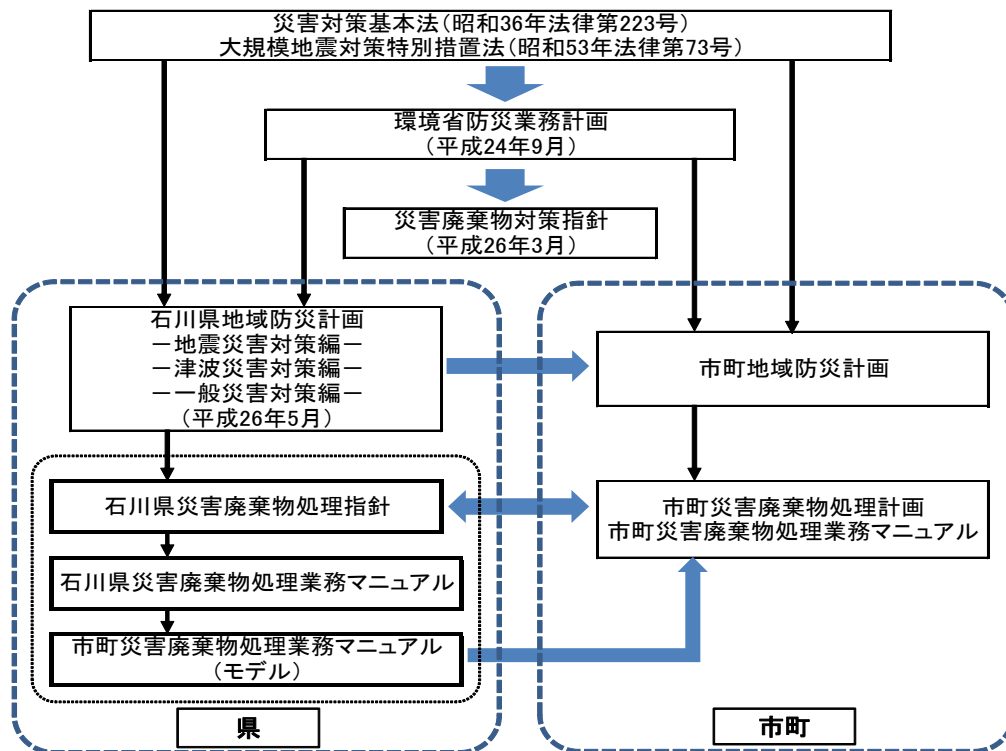 災害対策基本法（昭和36年法律第223号）
大規模地震対策特別措置法（昭和53年法律第73号）
環境省防災業務計画
（平成24年9月）
災害廃棄物対策指針
（平成26年3月）
石川県地域防災計画
－地震災害対策編－
－津波災害対策編－
－一般災害対策編－
（平成26年5月）
市町地域防災計画
石川県災害廃棄物処理指針
市町災害廃棄物処理計画
市町災害廃棄物処理業務マニュアル
石川県災害廃棄物処理業務マニュアル
市町災害廃棄物処理業務マニュアル
（モデル）
県
市町